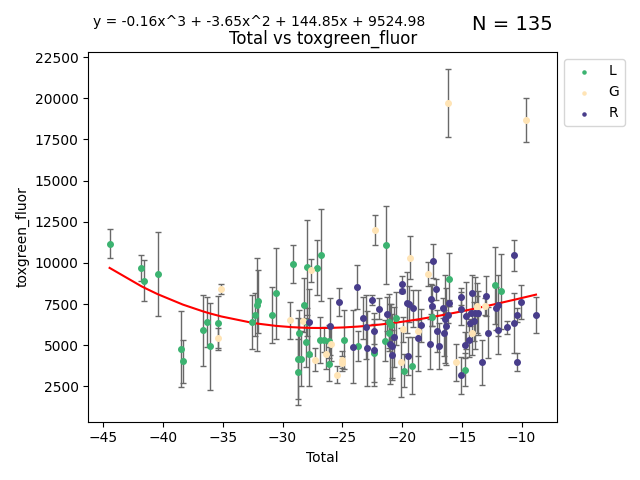 y = -0.16x^3 + -3.65x^2 + 144.85x + 9524.98
N = 135
Total vs toxgreen_fluor
22500
20000
17500
15000
12500
10000
7500
5000
2500
toxgreen_fluor
−45
−40
−35
−30
−25
−20
−15
−10
Total
L
G
R